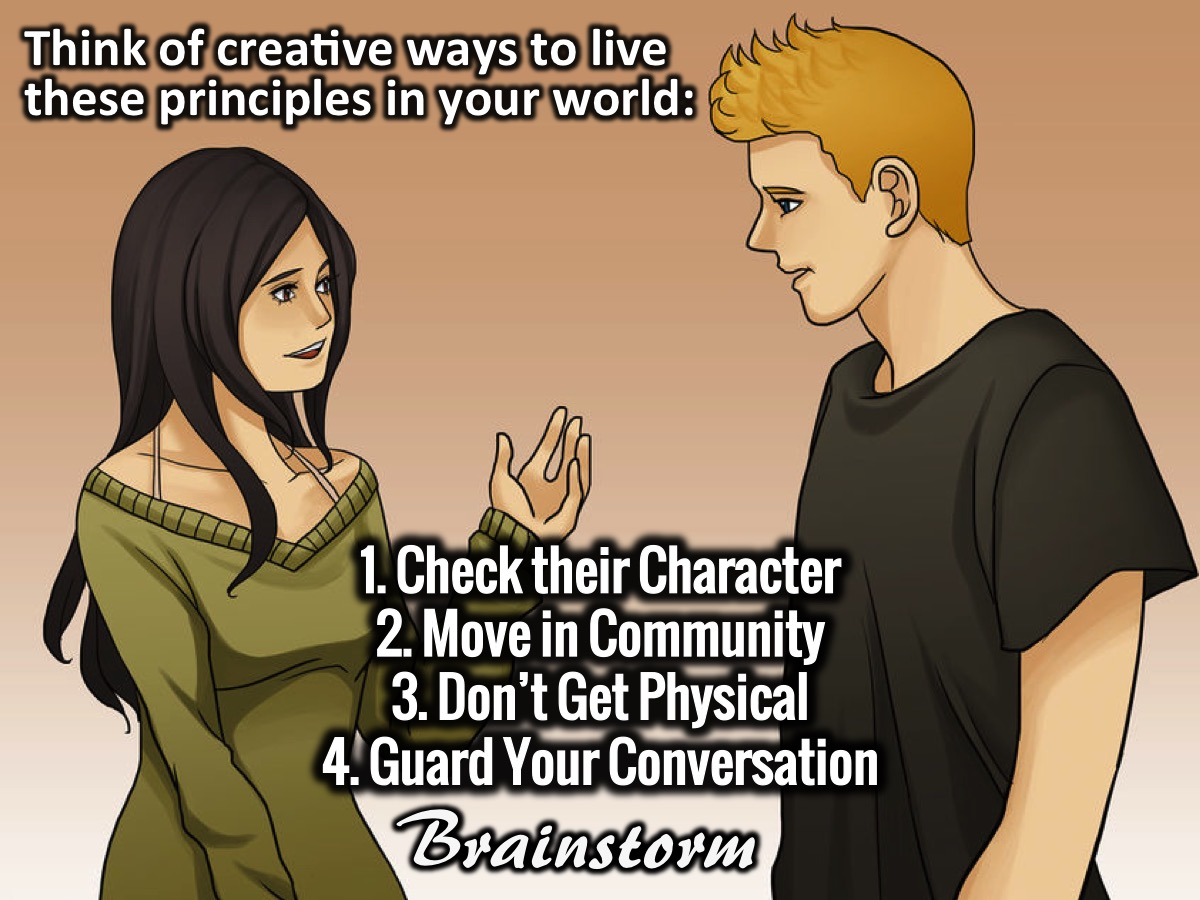 Think of creative ways to live
these principles in your world:
1. Check their Character
2. Move in Community
3. Don’t Get Physical
4. Guard Your Conversation
Brainstorm